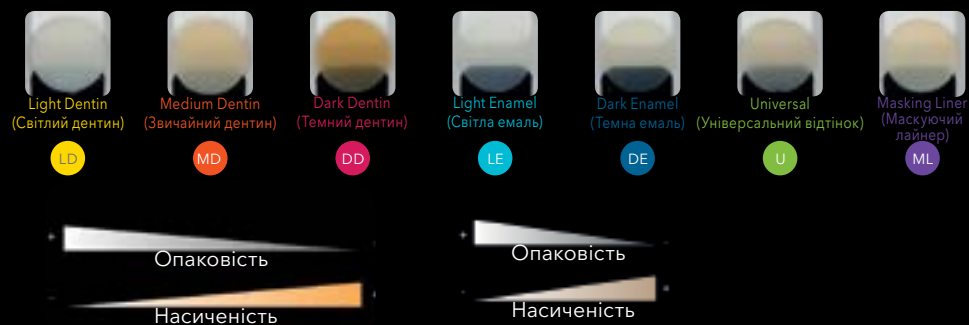 Light Dentin
(Світлий дентин)
Medium Dentin
(Звичайний дентин)
Dark Dentin
(Темний дентин)
Light Enamel
(Світла емаль)
Dark Enamel
(Темна емаль)
Universal
(Універсальний відтінок)
Masking Liner
(Маскуючий
лайнер)
LD
MD
DD
LE
DE
U
ML
+
Опаковість
-
Насиченість
+
Опаковість
-
Насиченість